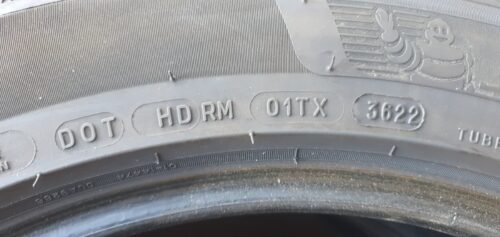 DOT HD RM 01TX 3622 TUBE